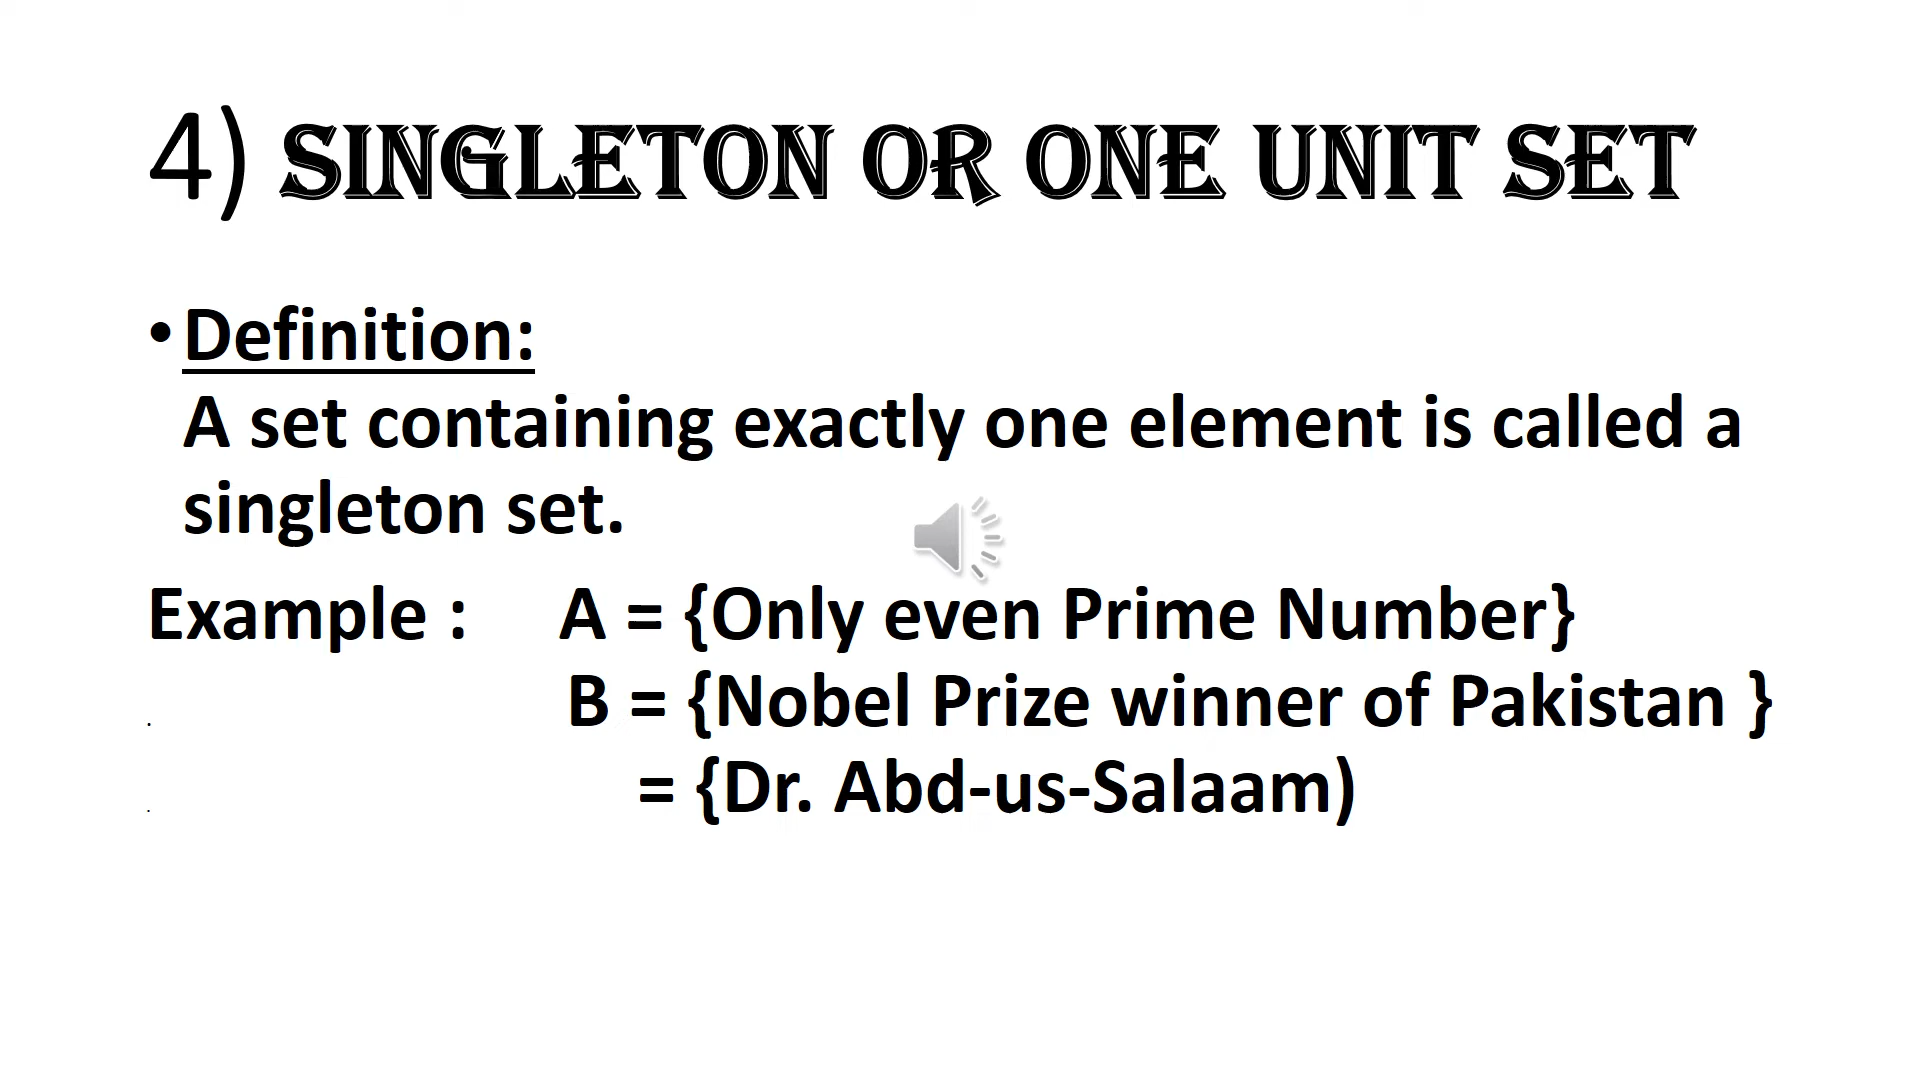 4) SINGLETON OR ONE UNIT SET
• Definition:
A set containing exactly one element is called a
singleton set.
Example : A = {Only even Prime Number}
. B = {Nobel Prize winner of Pakistan }
. = {Dr. Abd-us-Salaam)